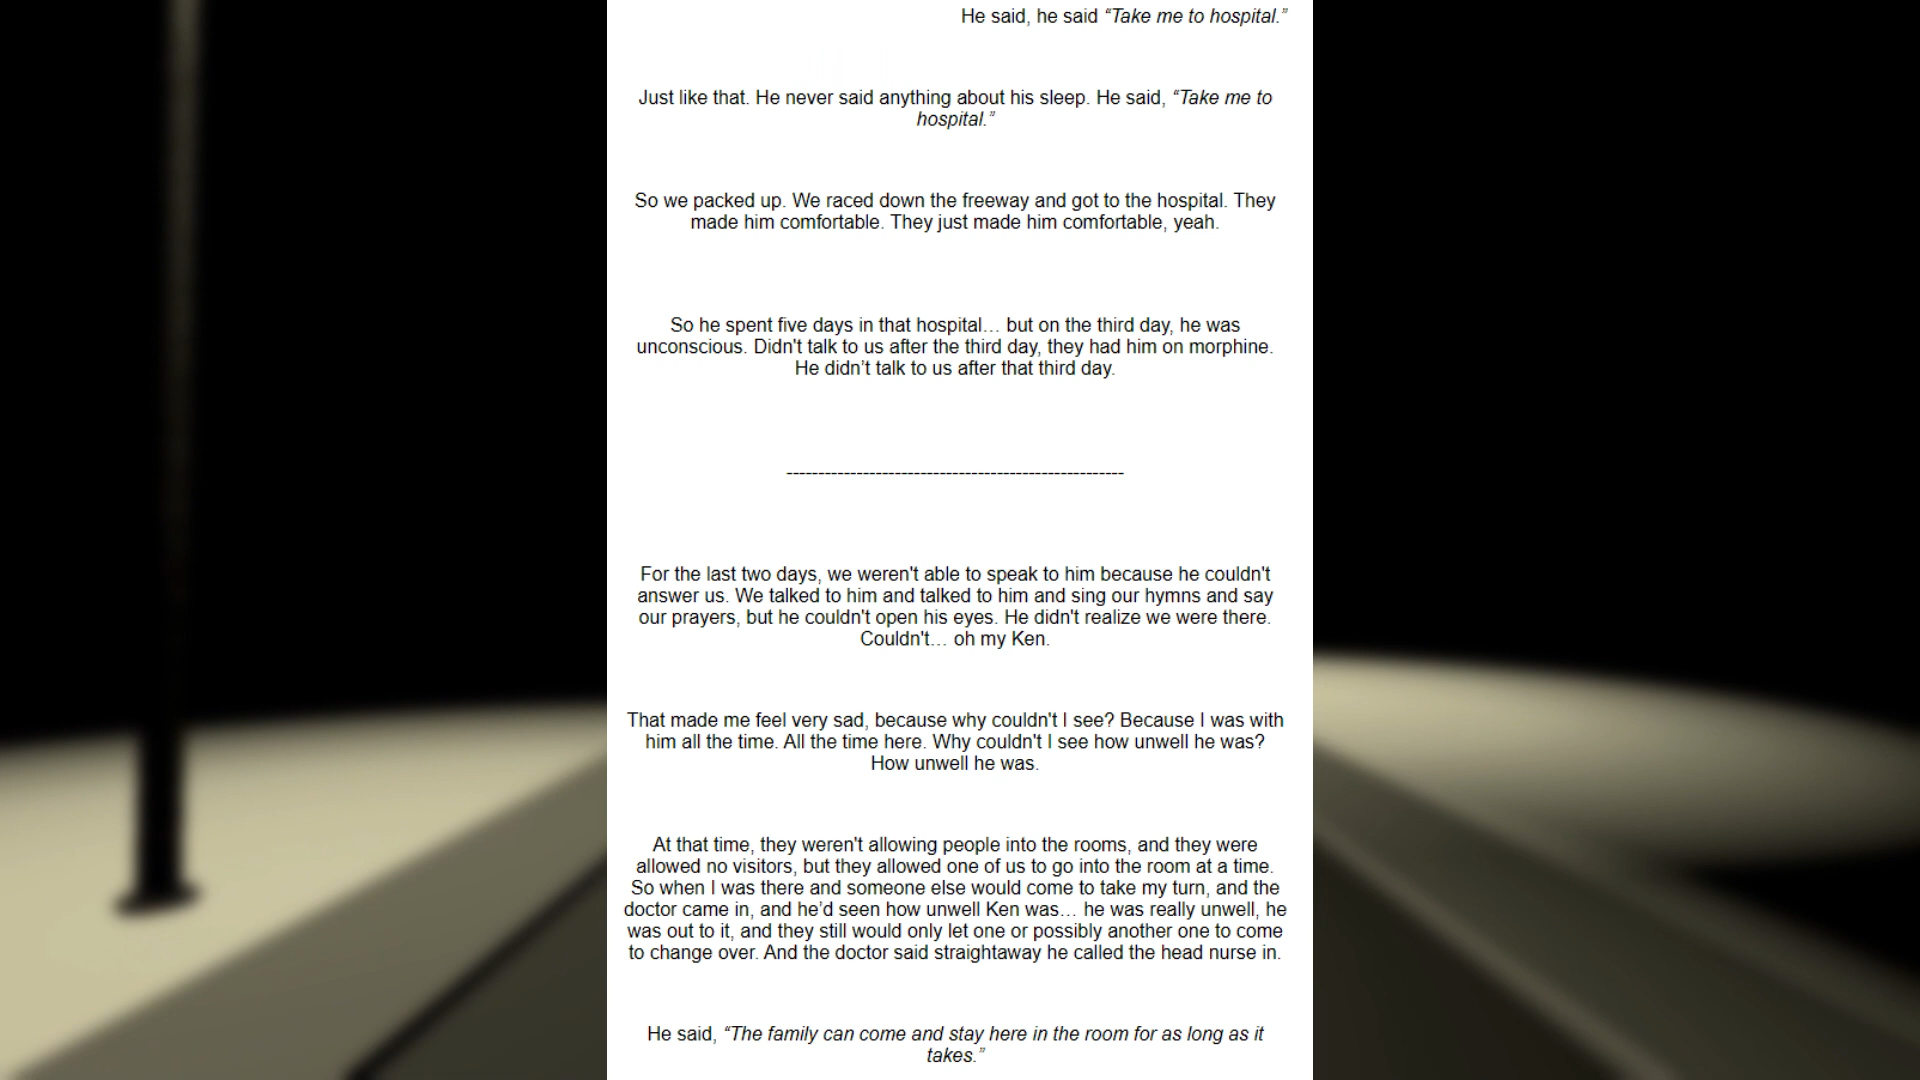 He said, he said “Take me to hospital.”
Just like that. He never said anything about his sleep. He said, “Take me to
hospital.”
So we packed up. We raced down the freeway and got to the hospital. They
made him comfortable. They just made him comfortable, yeah.
So he spent five days in that hospital… but on the third day, he was
unconscious. Didn't talk to us after the third day, they had him on morphine.
He didn’t talk to us after that third day.
-----------------------------------------------------
For the last two days, we weren't able to speak to him because he couldn't
answer us. We talked to him and talked to him and sing our hymns and say
our prayers, but he couldn't open his eyes. He didn't realize we were there.
Couldn't… oh my Ken.
That made me feel very sad, because why couldn't I see? Because I was with
him all the time. All the time here. Why couldn't I see how unwell he was?
How unwell he was.
At that time, they weren't allowing people into the rooms, and they were
allowed no visitors, but they allowed one of us to go into the room at a time.
So when I was there and someone else would come to take my turn, and the
doctor came in, and he’d seen how unwell Ken was… he was really unwell, he
was out to it, and they still would only let one or possibly another one to come
to change over. And the doctor said straightaway he called the head nurse in.
He said, “The family can come and stay here in the room for as long as it
takes.”